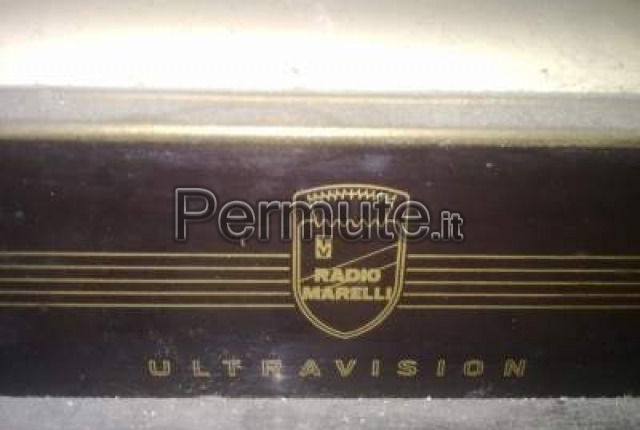 Permute.it
M
RADIO
MARELLI
ULTRAVISION